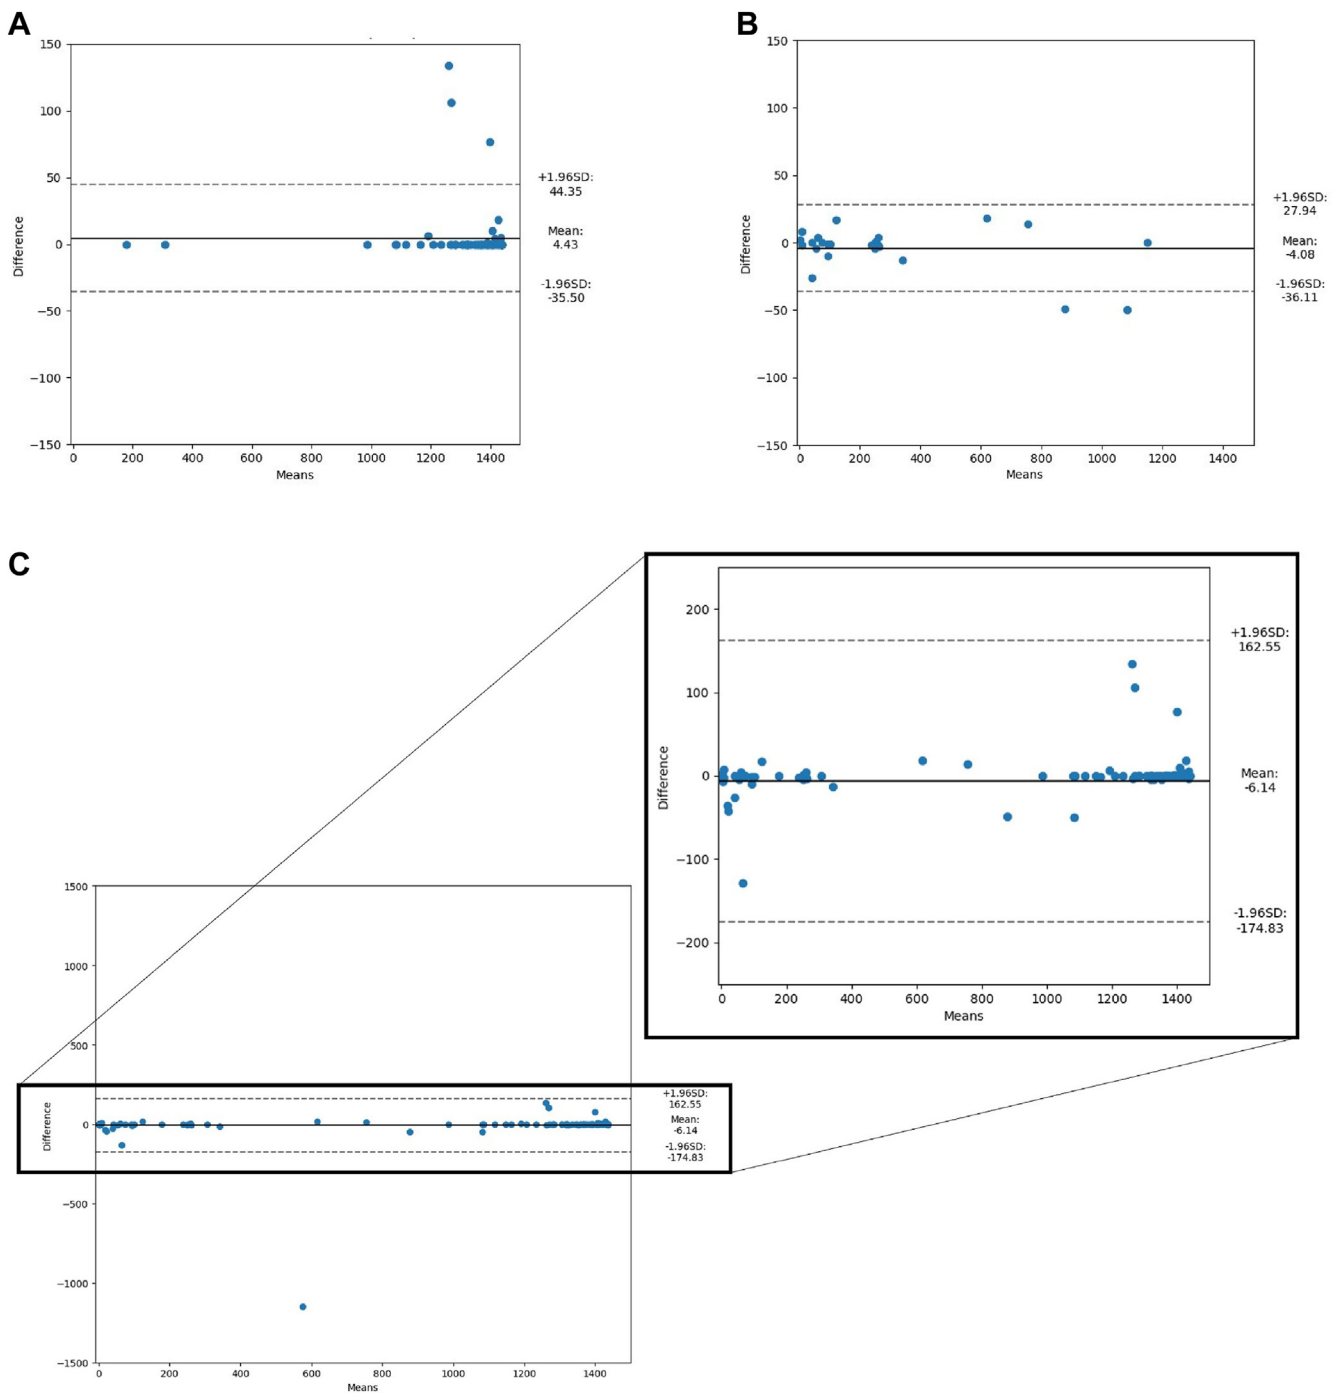 A
150
100
50
0
−50
−100
−150
Difference
0 200 400 600 800 1000 1200 1400
Means
+1.96SD:
44.35
Mean:
4.43
-1.96SD:
-35.50
B
150
100
50
0
−50
−100
−150
Difference
0 200 400 600 800 1000 1200 1400
Means
+1.96SD:
27.94
Mean:
-4.08
-1.96SD:
-36.11
C
200
100
0
−100
−200
Difference
0 200 400 600 800 1000 1200 1400
Means
+1.96SD:
162.55
Mean:
-6.14
-1.96SD:
-174.83
1500
1000
500
0
−500
−1000
−1500
Difference
0 200 400 600 800 1000 1200 1400
Means
+1.96SD:
162.55
Mean:
-6.14
-1.96SD:
-174.83